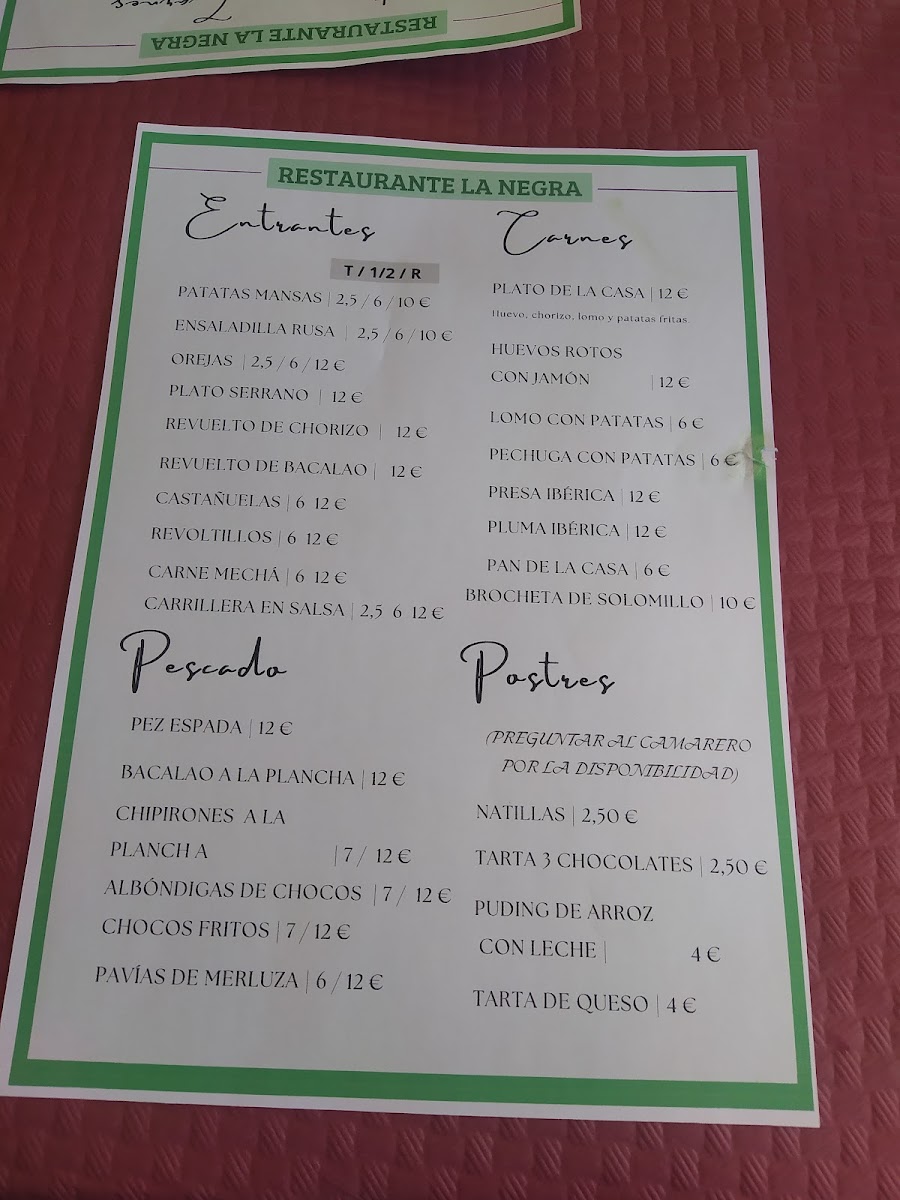 Carnes
RESTAURANTE LA NEGRA
RESTAURANTE LA NEGRA
Entrantes
T / 1/2 / R
PATATAS MANSAS | 2,5 / 6 / 10 €
ENSALADILLA RUSA | 2,5 / 6 / 10 €
OREJAS | 2,5 / 6 / 12 €
PLATO SERRANO | 12 €
REVUELTO DE CHORIZO | 12 €
REVUELTO DE BACALAO | 12 €
CASTAÑUELAS | 6 12 €
REVOLTILLOS | 6 12 €
CARNE MECHÁ | 6 12 €
CARRILLERA EN SALSA | 2,5 6 12 €
Pescado
PEZ ESPADA | 12 €
BACALAO A LA PLANCHA | 12 €
CHIPIRONES A LA
PLANCH A | 7 / 12 €
ALBÓNDIGAS DE CHOCOS | 7 / 12 €
CHOCOS FRITOS | 7 / 12 €
PAVÍAS DE MERLUZA | 6 / 12 €
Carnes
PLATO DE LA CASA | 12 €
Huevo, chorizo, lomo y patatas fritas.
HUEVOS ROTOS
CON JAMÓN | 12 €
LOMO CON PATATAS | 6 €
PECHUGA CON PATATAS | 6 €
PRESA IBÉRICA | 12 €
PLUMA IBÉRICA | 12 €
PAN DE LA CASA | 6 €
BROCHETA DE SOLOMILLO | 10 €
Postres
(PREGUNTAR AL CAMARERO
POR LA DISPONIBILIDAD)
NATILLAS | 2,50 €
TARTA 3 CHOCOLATES | 2,50 €
PUDING DE ARROZ
CON LECHE | 4 €
TARTA DE QUESO | 4 €